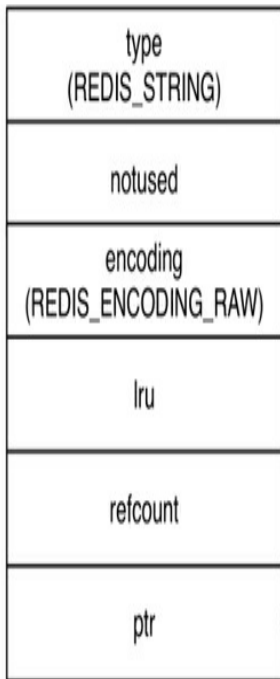 type
(REDIS_STRING)
notused
encoding
(REDIS_ENCODING_RAW)
lru
refcount
ptr